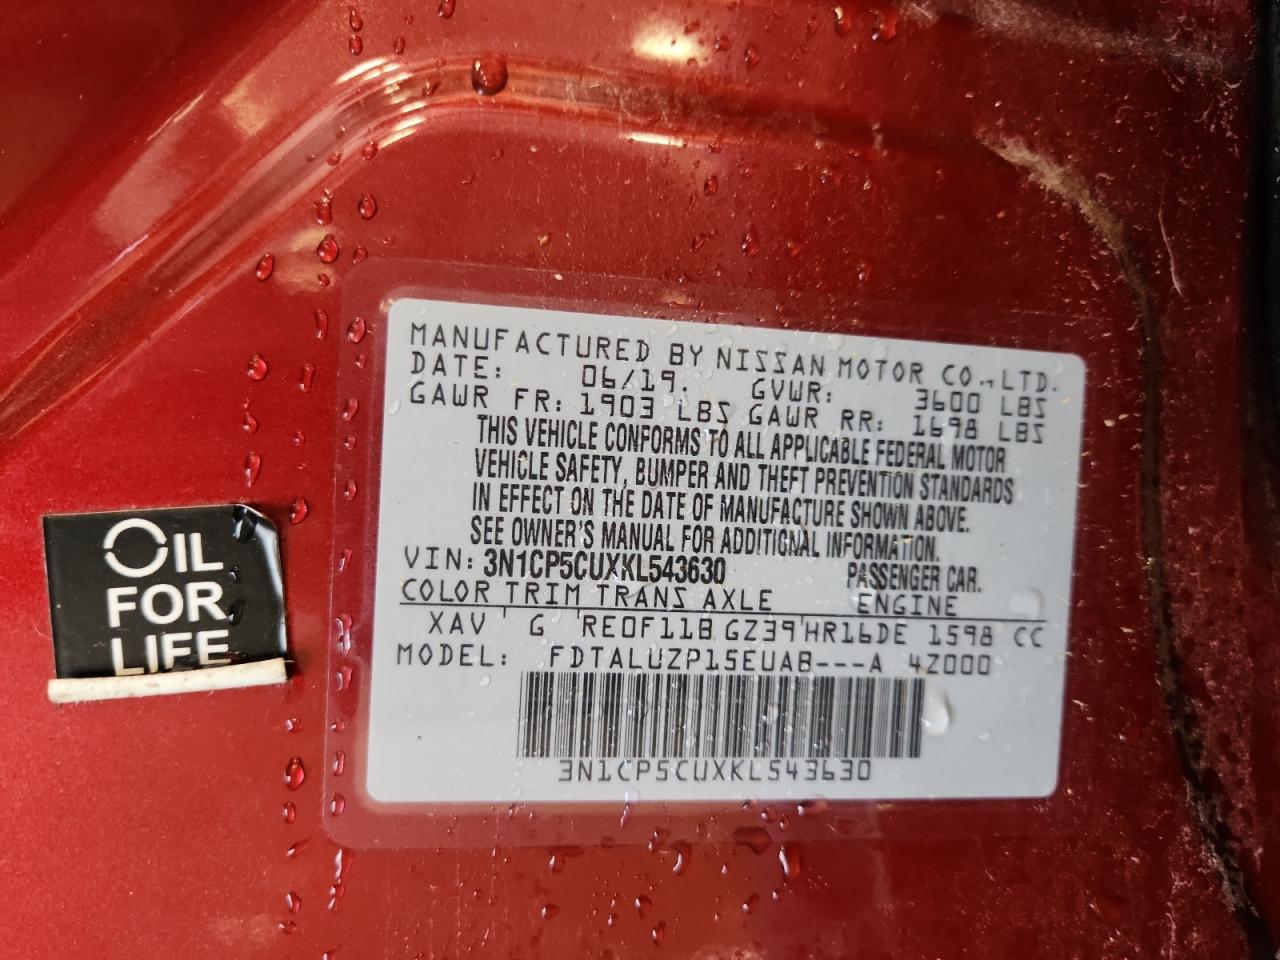 MANUFACTURED BY NISSAN MOTOR CO., LTD.
DATE: 06/19. GVWR: 3600 LBS
GAWR FR: 1903 LBS GAWR RR: 1698 LBS
THIS VEHICLE CONFORMS TO ALL APPLICABLE FEDERAL MOTOR
VEHICLE SAFETY, BUMPER AND THEFT PREVENTION STANDARDS
IN EFFECT ON THE DATE OF MANUFACTURE SHOWN ABOVE.
SEE OWNER'S MANUAL FOR ADDITIONAL INFORMATION.
VIN: 3N1CP5CUXKL543630 PASSENGER CAR.
COLOR TRIM TRANS AXLE ENGINE
XAV G RE0F11B GZ39 HR16DE 1598 CC
MODEL: FDTALUZP15EUAB---A 4Z000
3N1CP5CUXKL543630
OIL
FOR
LIFE